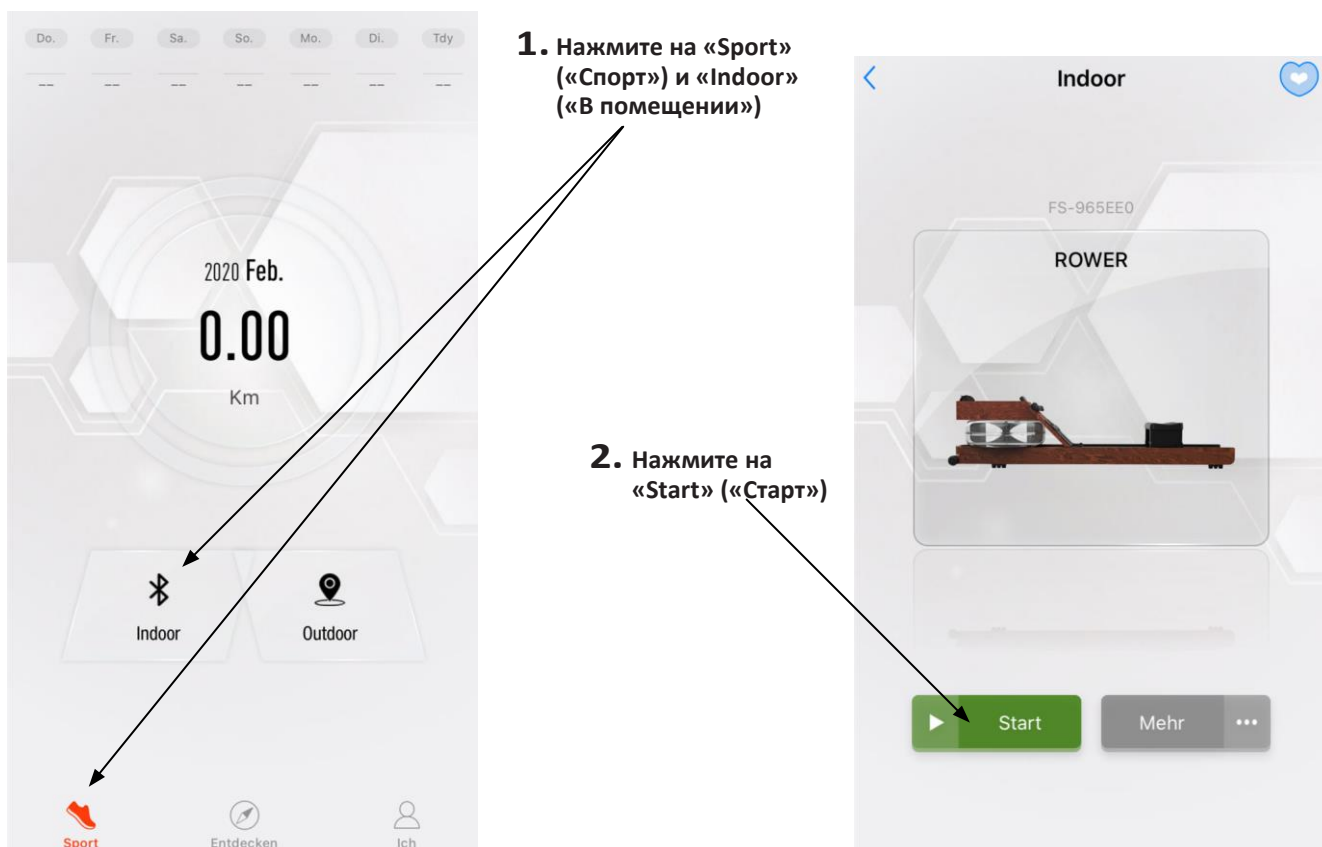 Do. Fr. Sa. So. Mo. Di. Tdy
-- -- -- -- -- -- --
2020 Feb.
0.00
Km
Indoor Outdoor
Sport Entdecken Ich
1. Нажмите на «Sport»
(«Спорт») и «Indoor»
(«В помещении»)
2. Нажмите на
«Start» («Старт»)
Indoor
FS-965EE0
ROWER
Start Mehr